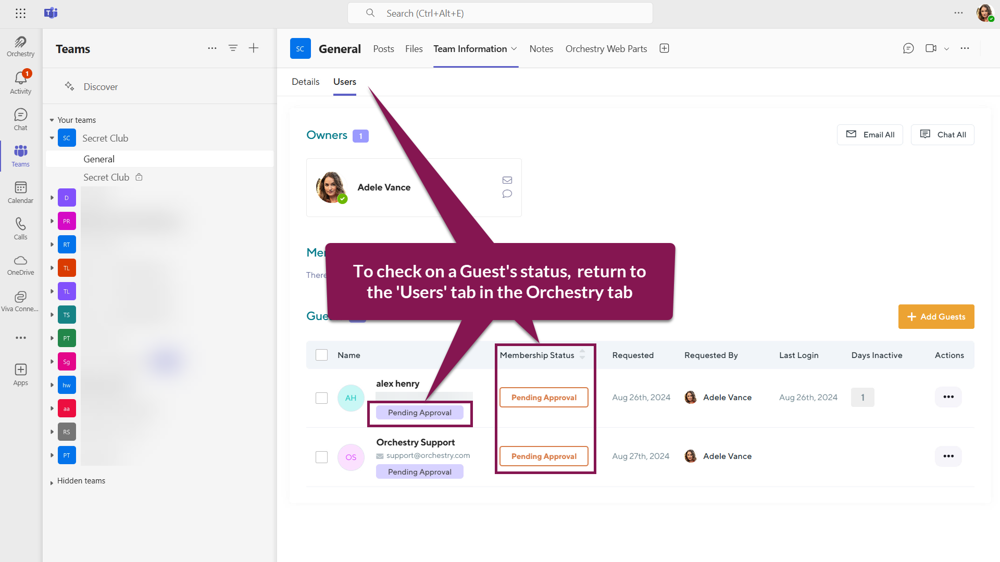 Search (Ctrl+Alt+E)
Orchestry
1
Activity
Chat
Teams
Calendar
Calls
OneDrive
Viva Conne...
Apps
Teams
Discover
Your teams
SC Secret Club
General
Secret Club
D
PR
RT
TL
TL
TS
PT
Sg
hw
aa
RS
PT
Hidden teams
SC General Posts Files Team Information Notes Orchestry Web Parts
Details Users
Owners 1
Email All Chat All
Adele Vance
To check on a Guest's status, return to
the 'Users' tab in the Orchestry tab
There
Add Guests
Name Membership Status Requested Requested By Last Login Days Inactive Actions
AH alex henry
Pending Approval
Pending Approval Aug 26th, 2024 Adele Vance Aug 26th, 2024 1
OS Orchestry Support
support@orchestry.com
Pending Approval
Pending Approval Aug 27th, 2024 Adele Vance